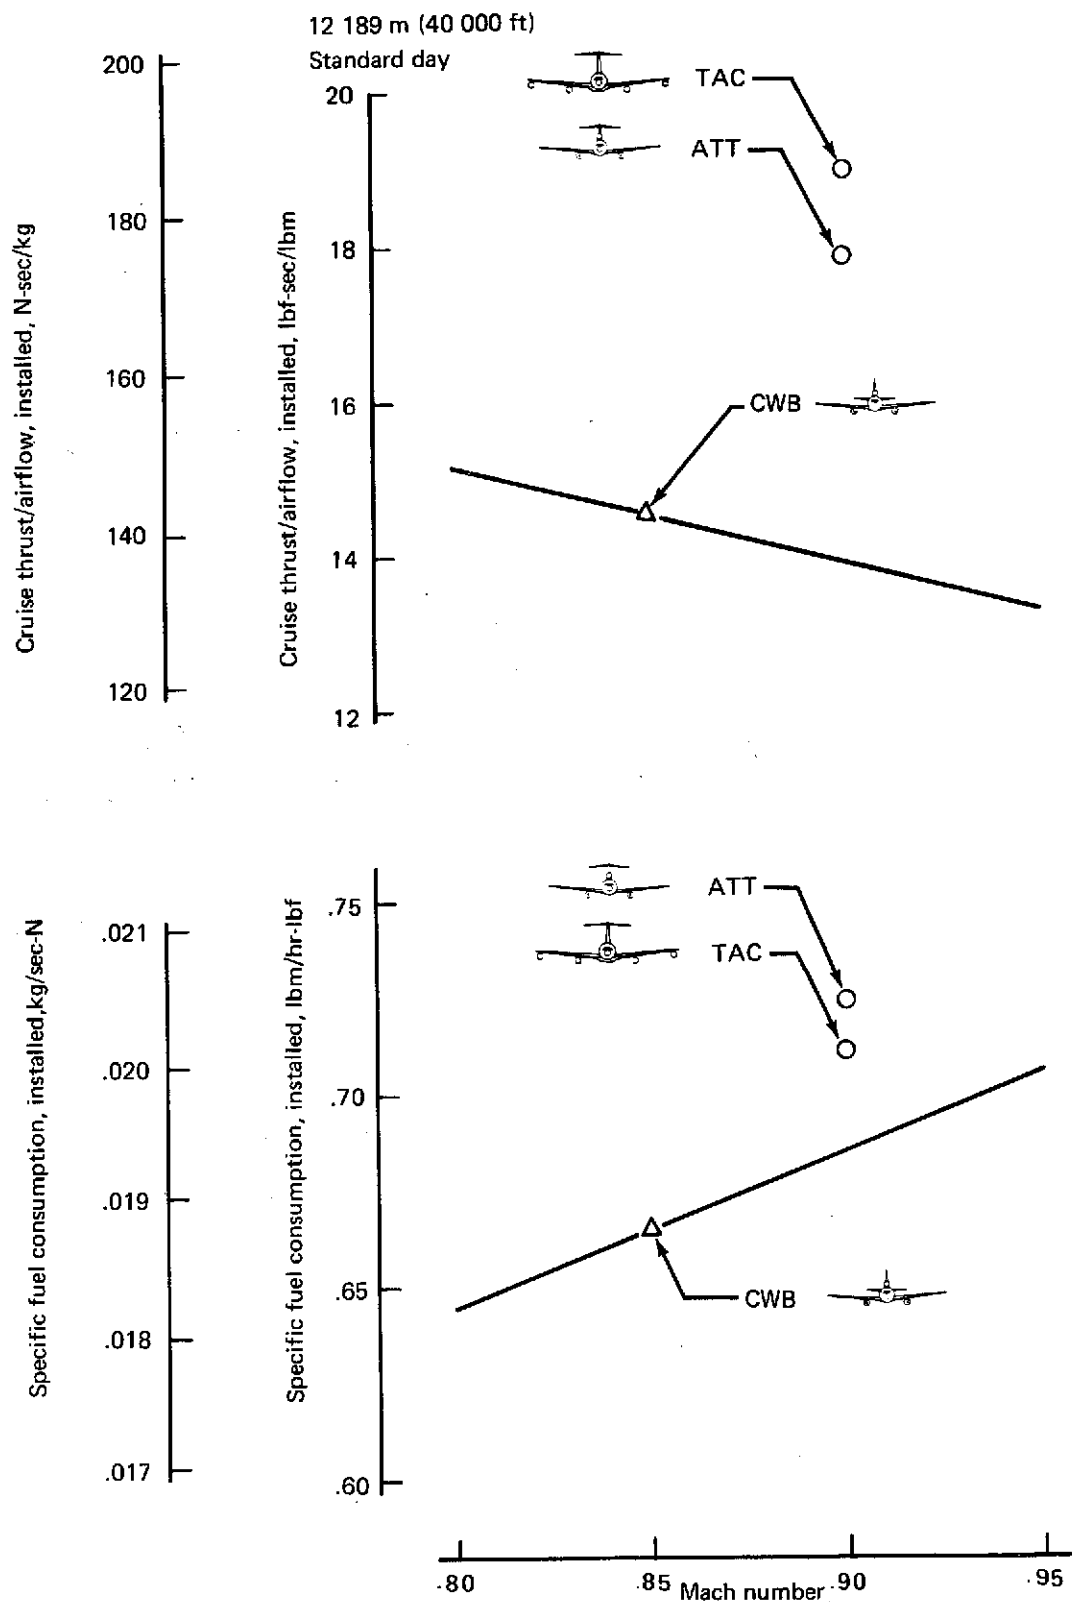 12 189 m (40 000 ft)
Standard day
Cruise thrust/airflow, installed, N-sec/kg
200
180
160
140
120
Cruise thrust/airflow, installed, lbf-sec/lbm
20
18
16
14
12
TAC
ATT
CWB
Specific fuel consumption, installed,kg/sec-N
.021
.020
.019
.018
.017
Specific fuel consumption, installed, lbm/hr-lbf
.75
.70
.65
.60
ATT
TAC
CWB
.80
.85
.90
.95
Mach number